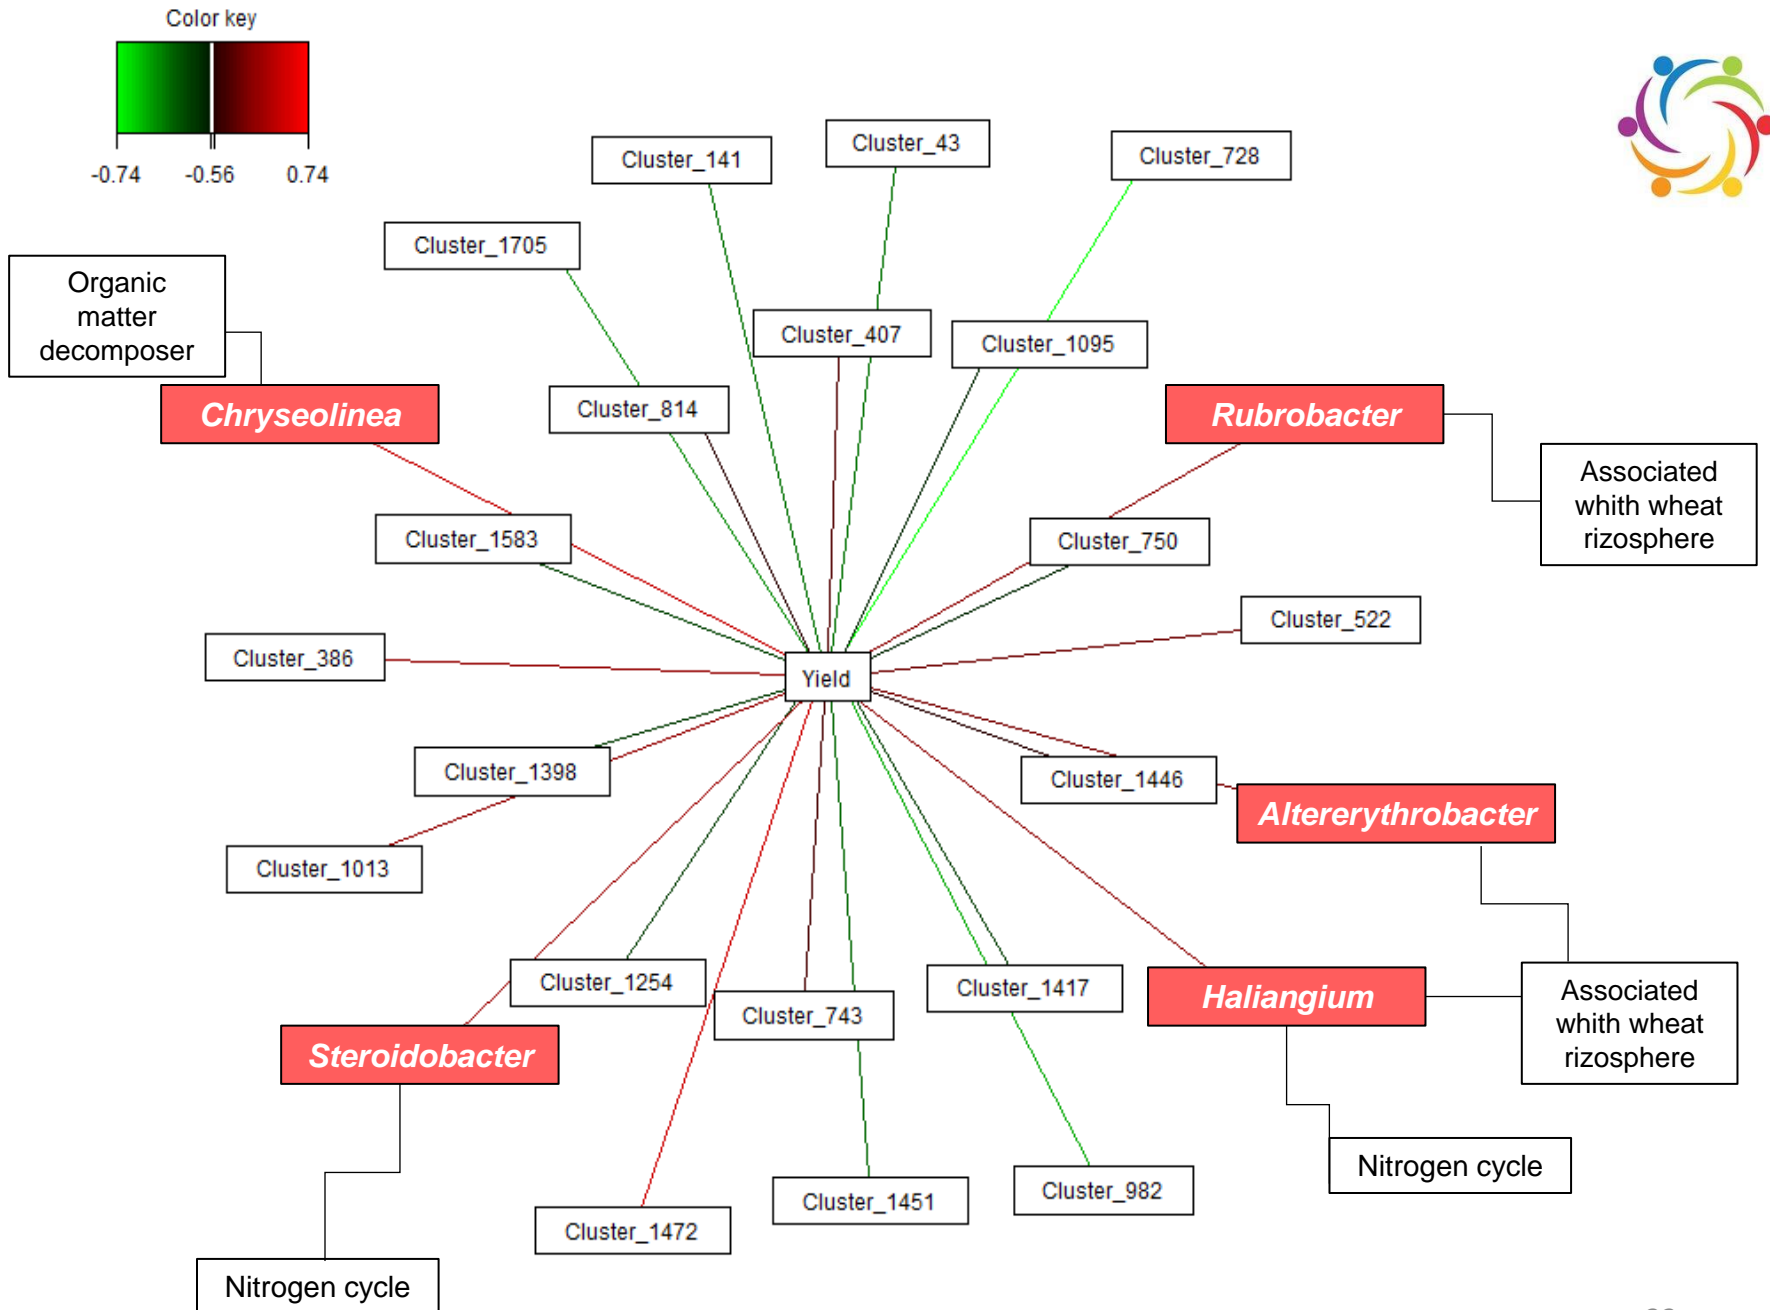 Color key
-0.74
-0.56
0.74
Cluster_141
Cluster_43
Cluster_728
Cluster_1705
Organic
matter
decomposer
Cluster_407
Cluster_1095
Chryseolinea
Cluster_814
Rubrobacter
Associated
whith wheat
rizosphere
Cluster_1583
Cluster_750
Cluster_522
Cluster_386
Yield
Cluster_1398
Cluster_1446
Altererythrobacter
Cluster_1013
Cluster_1254
Cluster_743
Cluster_1417
Haliangium
Associated
whith wheat
rizosphere
Steroidobacter
Nitrogen cycle
Cluster_982
Cluster_1451
Cluster_1472
Nitrogen cycle